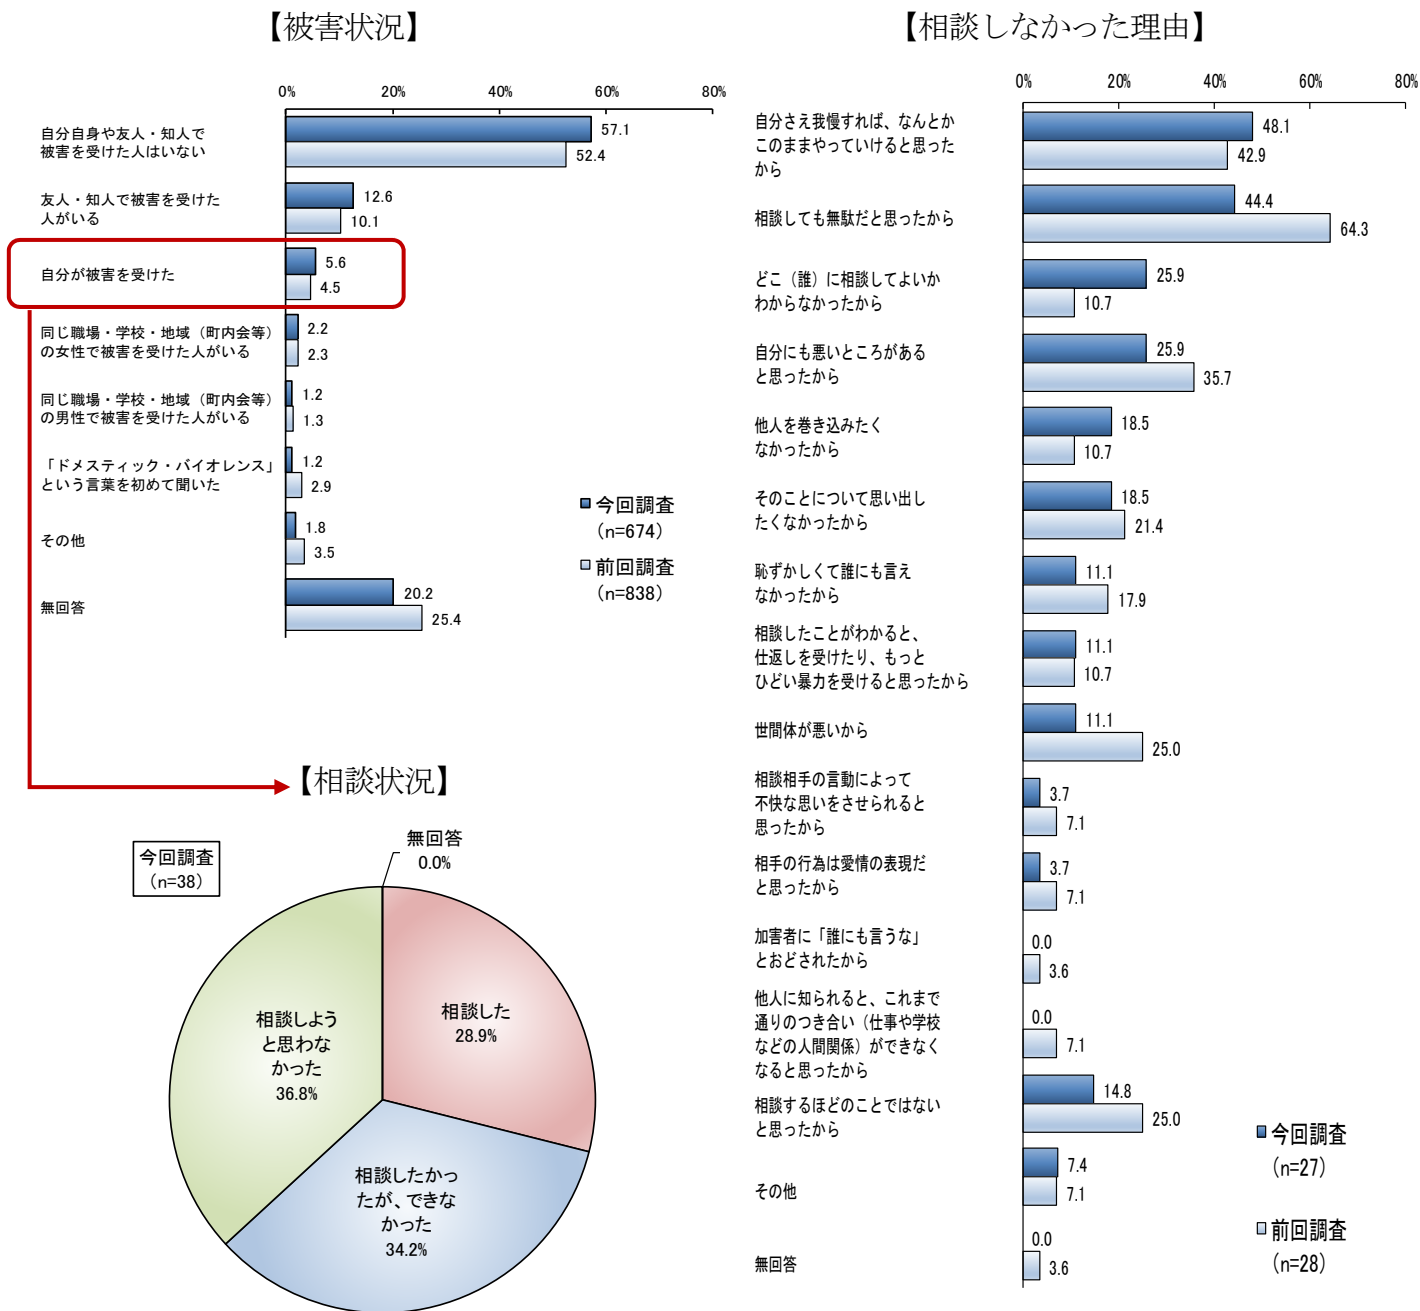 【被害状況】
0%
20%
40%
60%
80%
自分自身や友人・知人で
被害を受けた人はいない
57.1
52.4
友人・知人で被害を受けた
人がいる
12.6
10.1
自分が被害を受けた
5.6
4.5
同じ職場・学校・地域（町内会等）
の女性で被害を受けた人がいる
2.2
2.3
同じ職場・学校・地域（町内会等）
の男性で被害を受けた人がいる
1.2
1.3
「ドメスティック・バイオレンス」
という言葉を初めて聞いた
1.2
2.9
その他
1.8
3.5
無回答
20.2
25.4
今回調査
(n=674)
前回調査
(n=838)
【相談状況】
今回調査
(n=38)
無回答
0.0%
相談した
28.9%
相談したかっ
たが、できな
かった
34.2%
相談しよう
と思わな
かった
36.8%
【相談しなかった理由】
0%
20%
40%
60%
80%
自分さえ我慢すれば、なんとか
このままやっていけると思った
から
48.1
42.9
相談しても無駄だと思ったから
44.4
64.3
どこ（誰）に相談してよいか
わからなかったから
25.9
10.7
自分にも悪いところがある
と思ったから
25.9
35.7
他人を巻き込みたく
なかったから
18.5
10.7
そのことについて思い出し
たくなかったから
18.5
21.4
恥ずかしくて誰にも言え
なかったから
11.1
17.9
相談したことがわかると、
仕返しを受けたり、もっと
ひどい暴力を受けると思ったから
11.1
10.7
世間体が悪いから
11.1
25.0
相談相手の言動によって
不快な思いをさせられると
思ったから
3.7
7.1
相手の行為は愛情の表現だ
と思ったから
3.7
7.1
加害者に「誰にも言うな」
とおどされたから
0.0
3.6
他人に知られると、これまで
通りのつき合い（仕事や学校
などの人間関係）ができなく
なると思ったから
0.0
7.1
相談するほどのことではない
と思ったから
14.8
25.0
その他
7.4
7.1
無回答
0.0
3.6
今回調査
(n=27)
前回調査
(n=28)